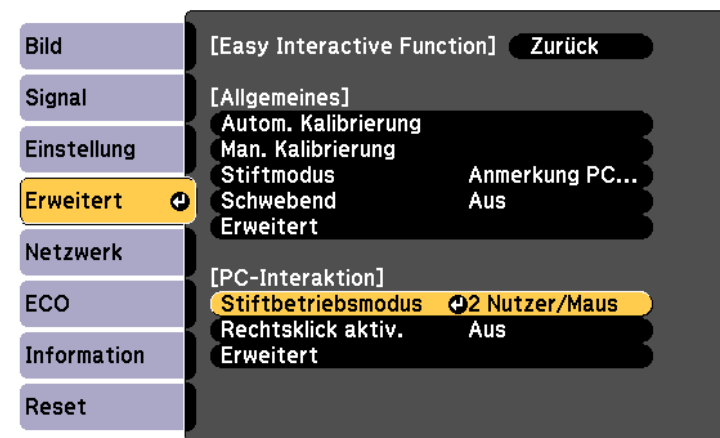 Bild
Signal
Einstellung
Erweitert
Netzwerk
ECO
Information
Reset
[Easy Interactive Function] Zurück
[Allgemeines]
Autom. Kalibrierung
Man. Kalibrierung
Stiftmodus Anmerkung PC...
Schwebend Aus
Erweitert
[PC-Interaktion]
Stiftbetriebsmodus 2 Nutzer/Maus
Rechtsklick aktiv. Aus
Erweitert